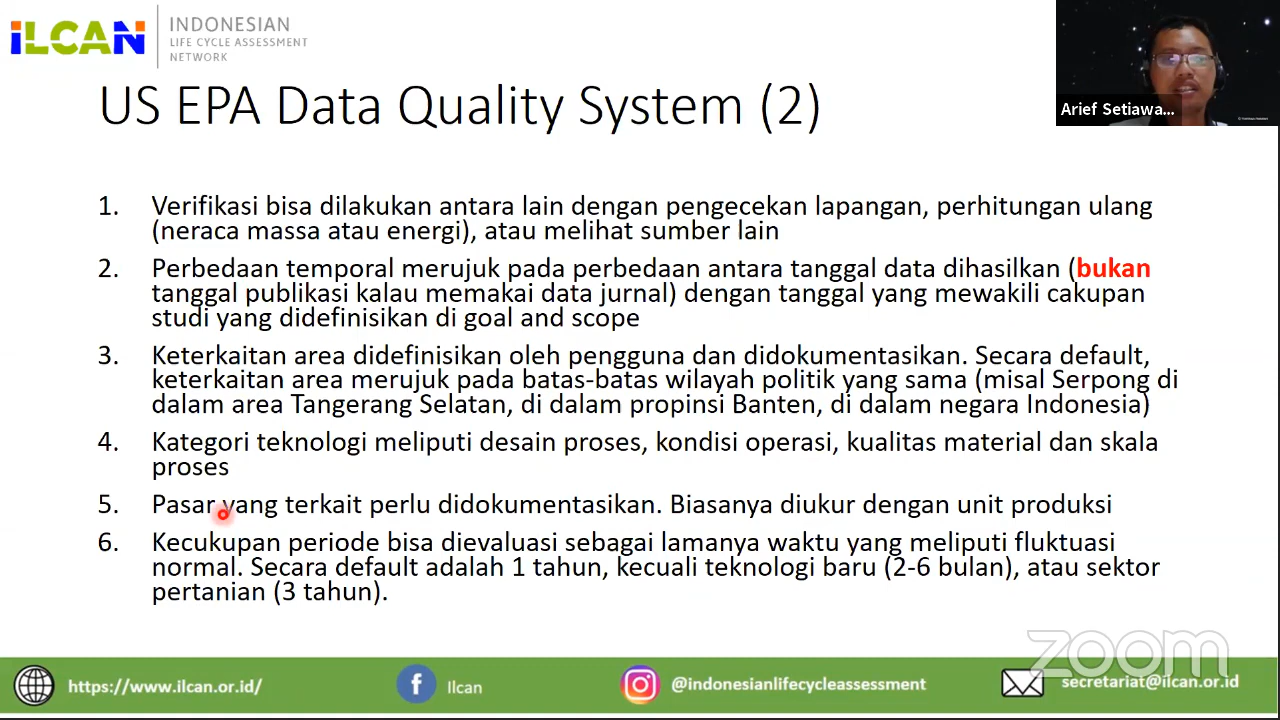 iLCAN
INDONESIAN
LIFE CYCLE ASSESSMENT
NETWORK
Arief Setiawa...
US EPA Data Quality System (2)
1. Verifikasi bisa dilakukan antara lain dengan pengecekan lapangan, perhitungan ulang
(neraca massa atau energi), atau melihat sumber lain
2. Perbedaan temporal merujuk pada perbedaan antara tanggal data dihasilkan (bukan
tanggal publikasi kalau memakai data jurnal) dengan tanggal yang mewakili cakupan
studi yang didefinisikan di goal and scope
3. Keterkaitan area didefinisikan oleh pengguna dan didokumentasikan. Secara default,
keterkaitan area merujuk pada batas-batas wilayah politik yang sama (misal Serpong di
dalam area Tangerang Selatan, di dalam propinsi Banten, di dalam negara Indonesia)
4. Kategori teknologi meliputi desain proses, kondisi operasi, kualitas material dan skala
proses
5. Pasar yang terkait perlu didokumentasikan. Biasanya diukur dengan unit produksi
6. Kecukupan periode bisa dievaluasi sebagai lamanya waktu yang meliputi fluktuasi
normal. Secara default adalah 1 tahun, kecuali teknologi baru (2-6 bulan), atau sektor
pertanian (3 tahun).
zoom
https://www.ilcan.or.id/
Ilcan
@indonesianlifecycleassessment
secretariat@ilcan.or.id